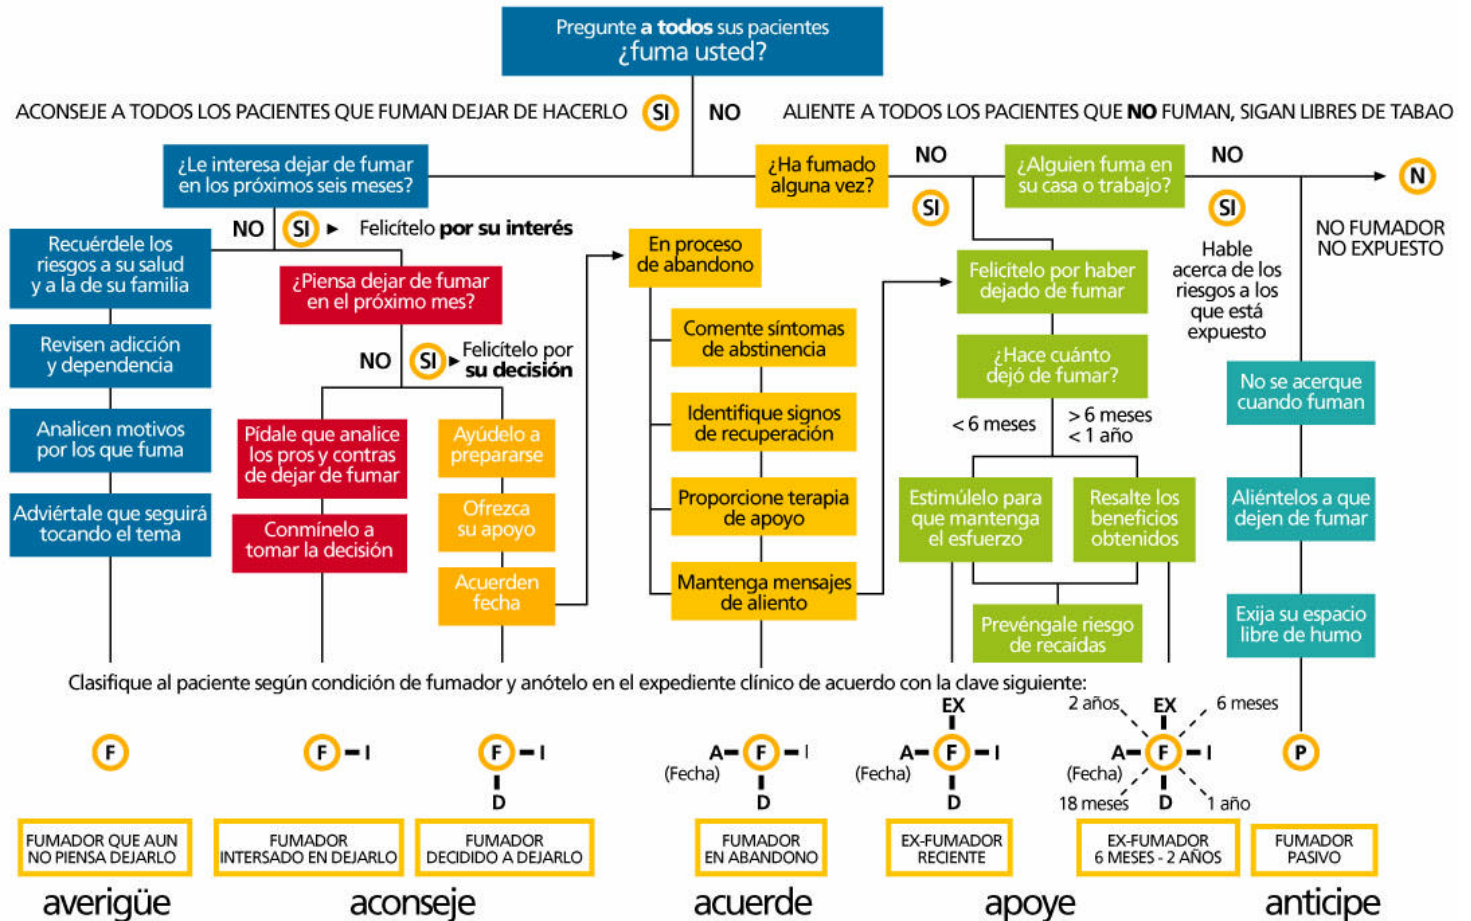 Pregunte a todos sus pacientes
¿fuma usted?
ACONSEJE A TODOS LOS PACIENTES QUE FUMAN DEJAR DE HACERLO
SI
NO
ALIENTE A TODOS LOS PACIENTES QUE NO FUMAN, SIGAN LIBRES DE TABAO
¿Le interesa dejar de fumar
en los próximos seis meses?
¿Ha fumado
alguna vez?
NO
SI
¿Alguien fuma en
su casa o trabajo?
NO
SI
N
NO FUMADOR
NO EXPUESTO
NO
SI
Felicítelo por su interés
Recuérdele los
riesgos a su salud
y a la de su familia
Revisen adicción
y dependencia
Analicen motivos
por los que fuma
Adviértale que seguirá
tocando el tema
¿Piensa dejar de fumar
en el próximo mes?
NO
SI
Felicítelo por
su decisión
Pídale que analice
los pros y contras
de dejar de fumar
Conmínelo a
tomar la decisión
Ayúdelo a
prepararse
Ofrezca
su apoyo
Acuerden
fecha
En proceso
de abandono
Comente síntomas
de abstinencia
Identifique signos
de recuperación
Proporcione terapia
de apoyo
Mantenga mensajes
de aliento
Felicítelo por haber
dejado de fumar
¿Hace cuánto
dejó de fumar?
< 6 meses
> 6 meses
< 1 año
Estimúlelo para
que mantenga
el esfuerzo
Resalte los
beneficios
obtenidos
Prevéngale riesgo
de recaídas
Hable
acerca de los
riesgos a los
que está
expuesto
No se acerque
cuando fuman
Aliéntelos a que
dejen de fumar
Exija su espacio
libre de humo
Clasifique al paciente según condición de fumador y anótelo en el expediente clínico de acuerdo con la clave siguiente:
F
F - I
F - I
D
A - F - I
(Fecha)
D
EX
A - F - I
(Fecha)
D
2 años
EX
6 meses
A - F - I
(Fecha)
18 meses
D
1 año
P
FUMADOR QUE AUN
NO PIENSA DEJARLO
FUMADOR
INTERSADO EN DEJARLO
FUMADOR
DECIDIDO A DEJARLO
FUMADOR
EN ABANDONO
EX-FUMADOR
RECIENTE
EX-FUMADOR
6 MESES - 2 AÑOS
FUMADOR
PASIVO
averigüe
aconseje
acuerde
apoye
anticipe